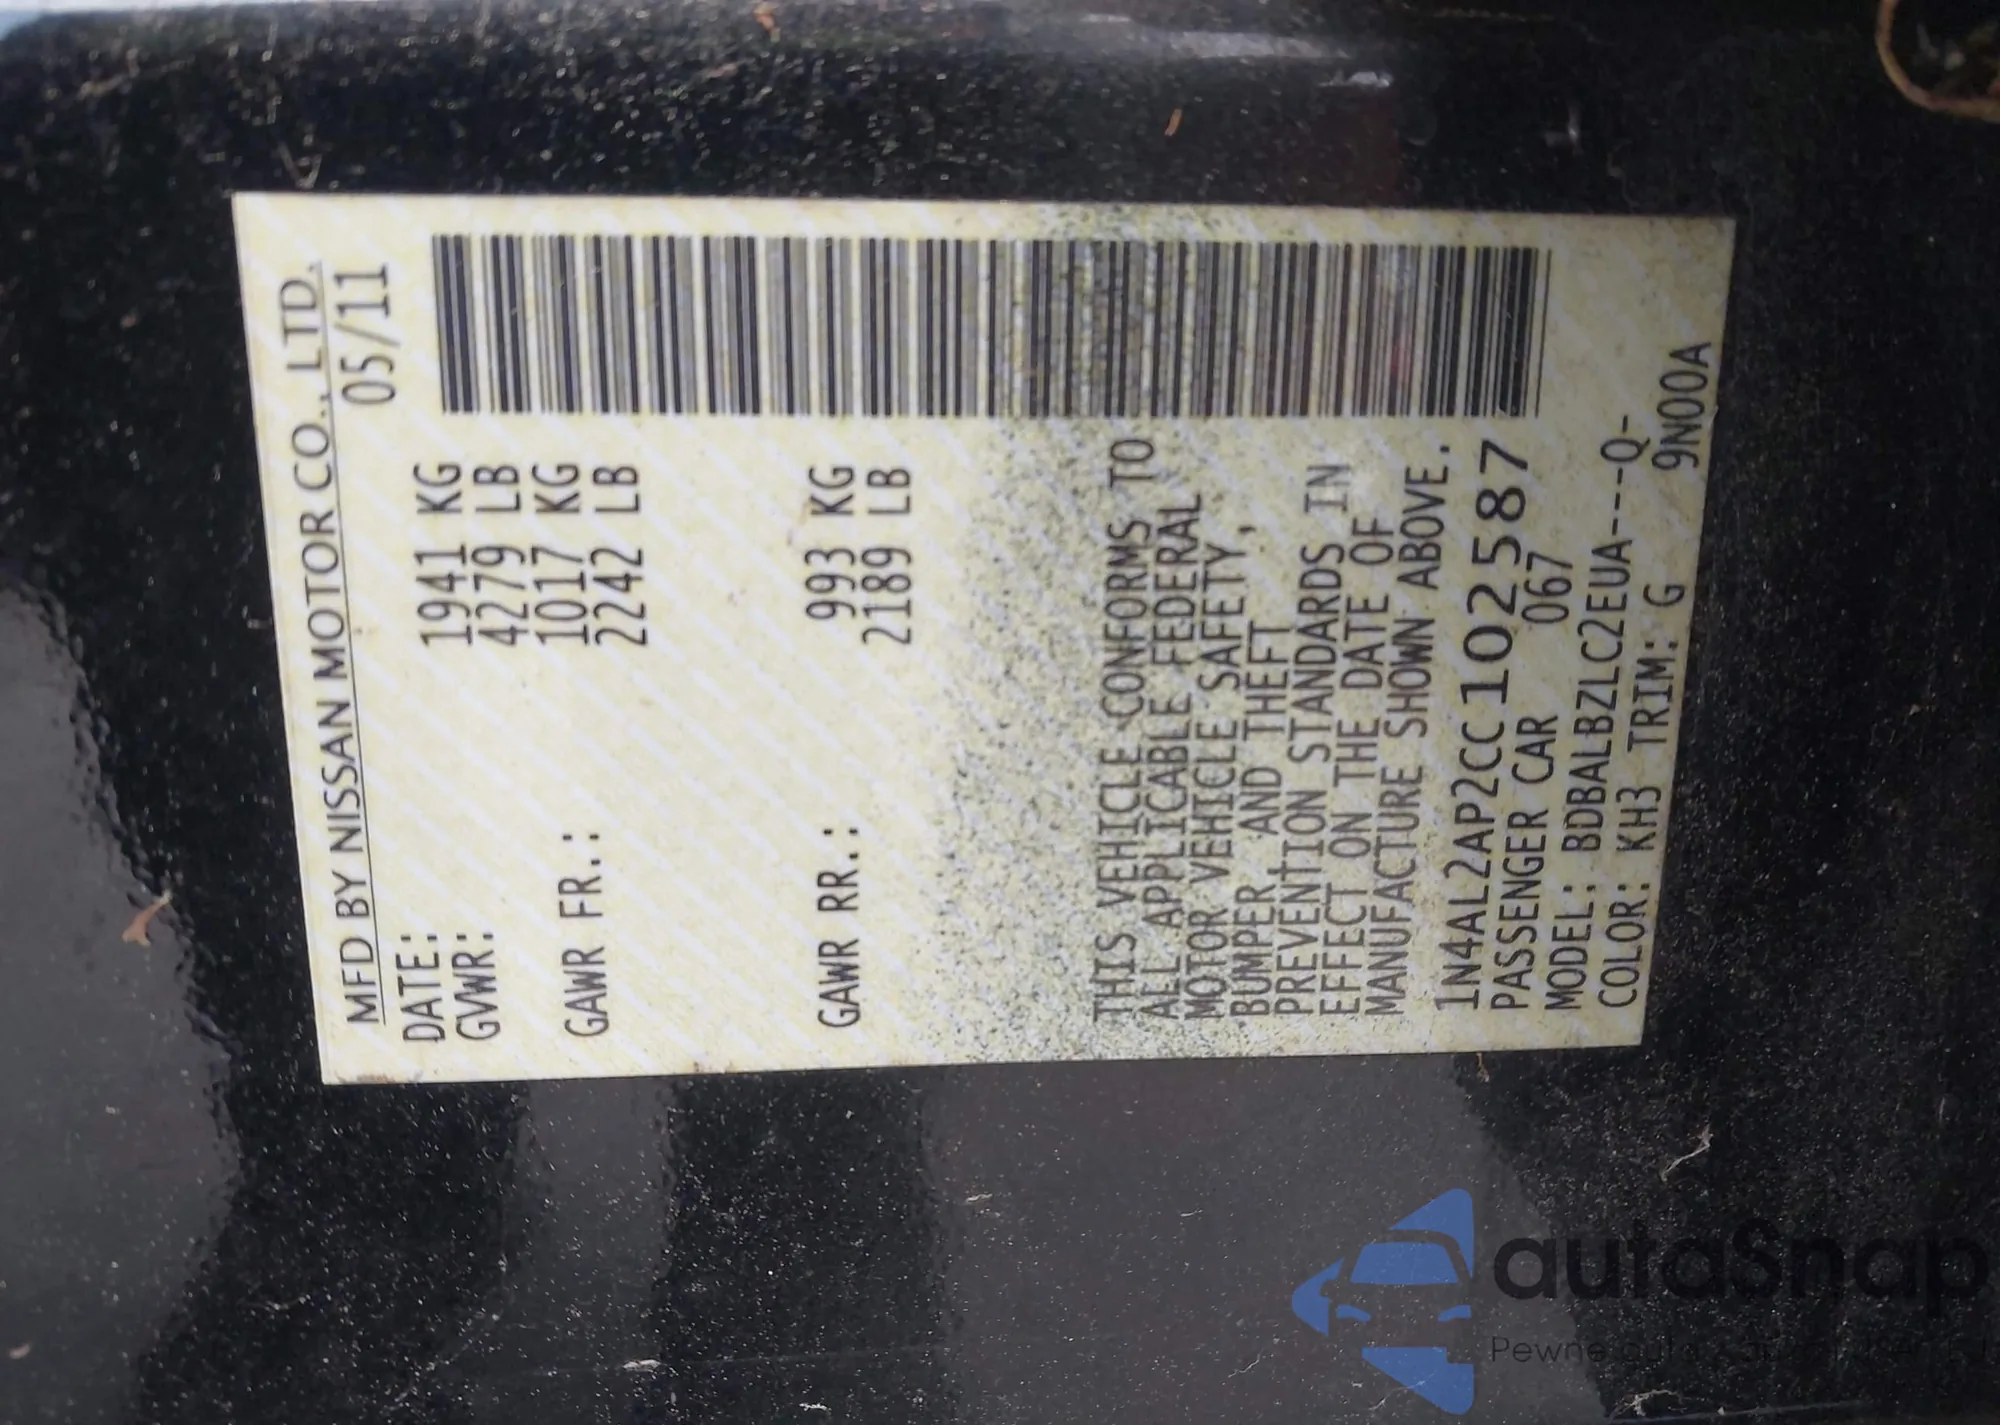 MFD BY NISSAN MOTOR CO., LTD.
DATE: 05/11
GVWR: 1941 KG
4279 LB
GAWR FR.: 1017 KG
2242 LB
GAWR RR.: 993 KG
2189 LB
THIS VEHICLE CONFORMS TO
ALL APPLICABLE FEDERAL
MOTOR VEHICLE SAFETY,
BUMPER, AND THEFT
PREVENTION STANDARDS IN
EFFECT ON THE DATE OF
MANUFACTURE SHOWN ABOVE.
1N4AL2AP2CC102587
PASSENGER CAR 067
MODEL: BDBALBZLC2EUA----Q-
COLOR: KH3 TRIM: G 9N00A
autaSnap
Pewne auta